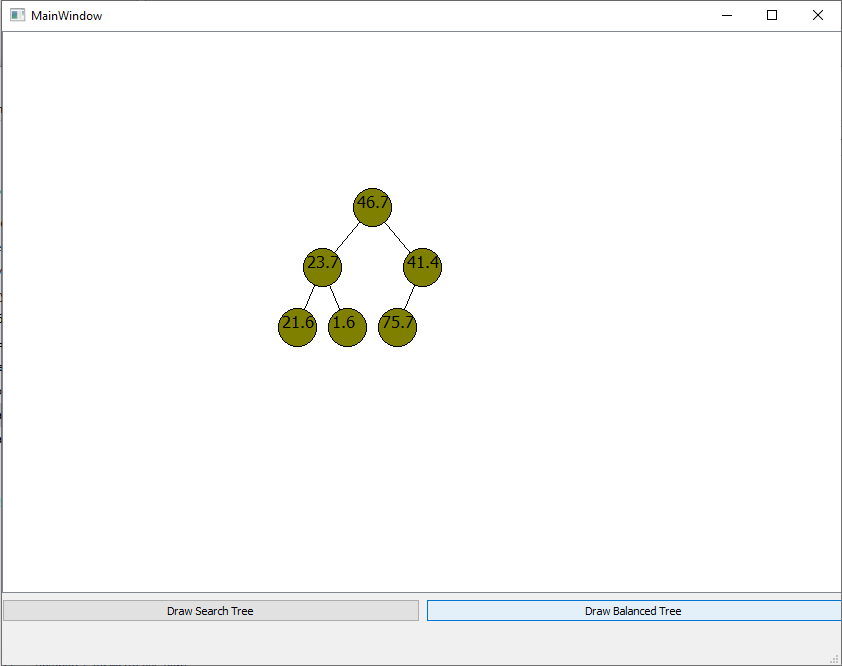 MainWindow
46.7
23.7 41.4
21.6 1.6 75.7
Draw Search Tree Draw Balanced Tree